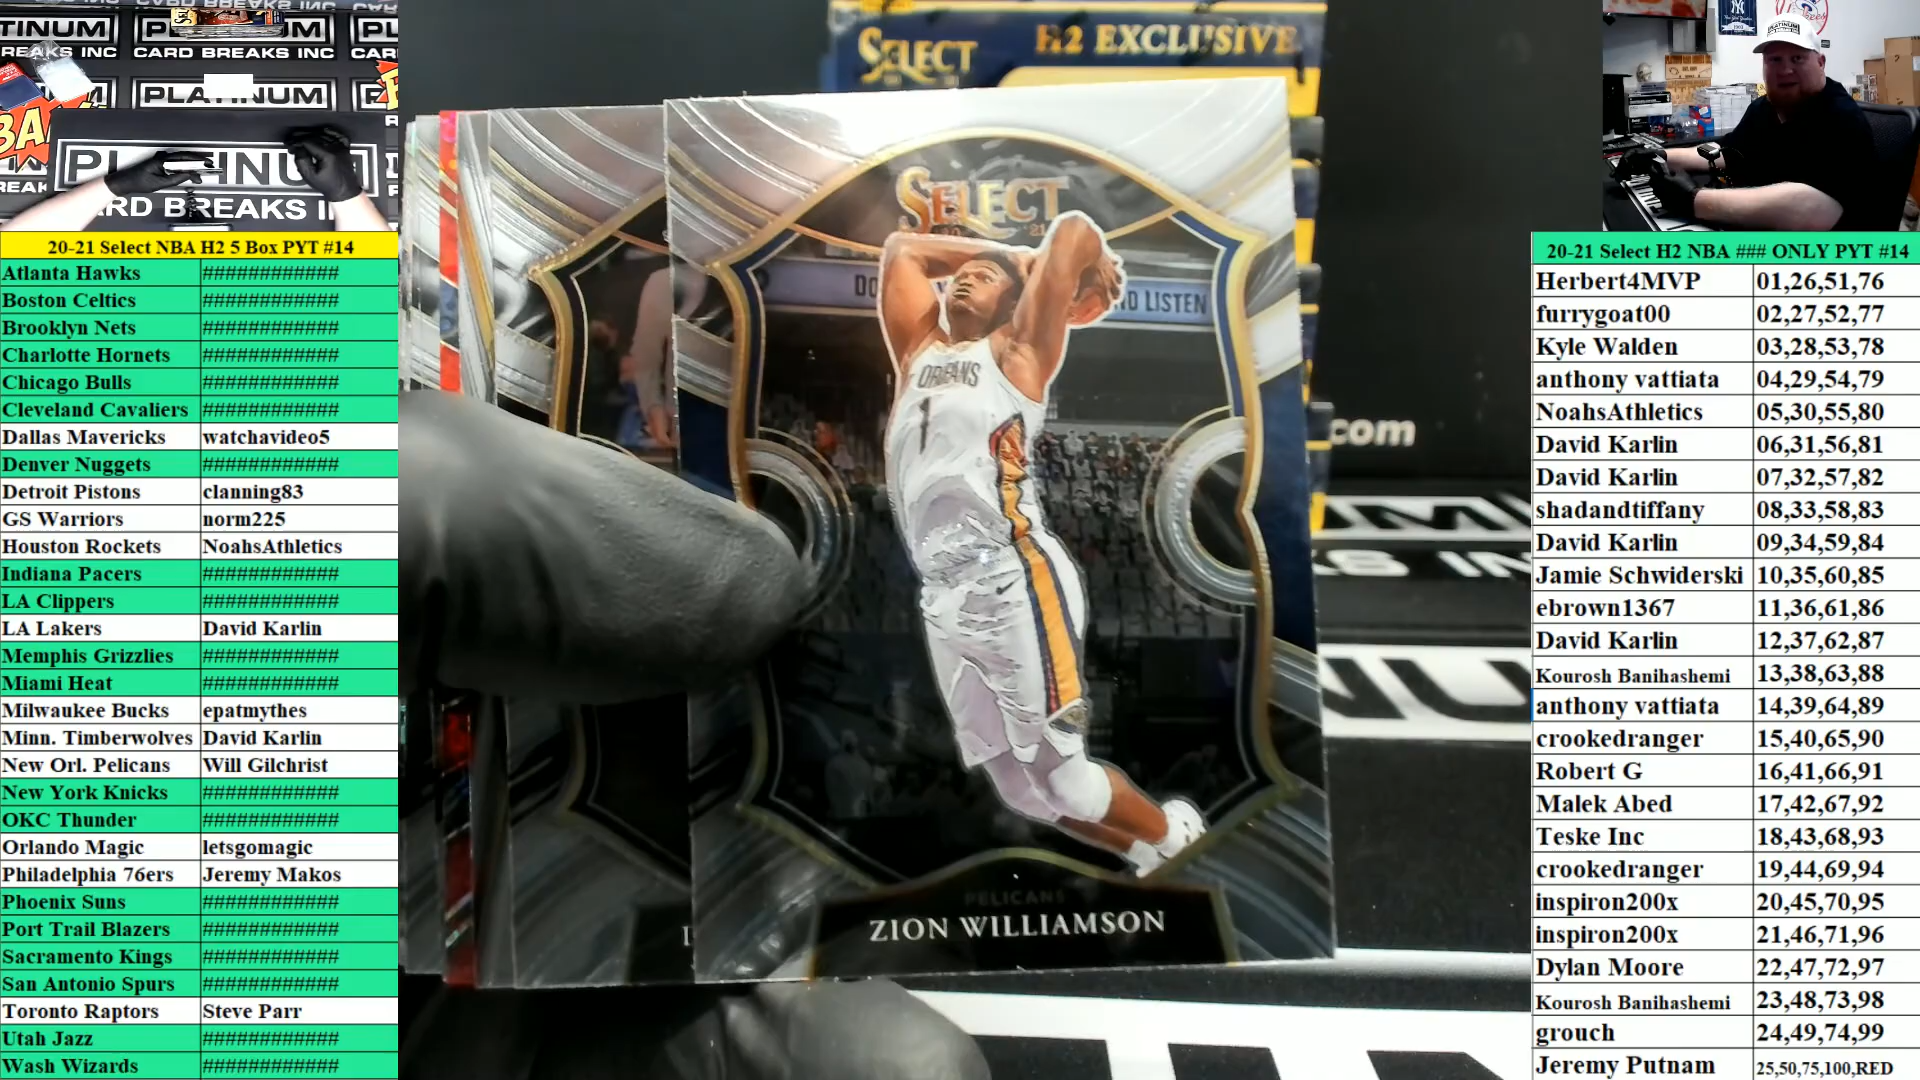 PLATINUM
CARD BREAKS INC
PLATINUM
CARD BREAKS INC
20-21 Select NBA H2 5 Box PYT #14
Atlanta Hawks ############
Boston Celtics ############
Brooklyn Nets ############
Charlotte Hornets ############
Chicago Bulls ############
Cleveland Cavaliers ############
Dallas Mavericks watchavideo5
Denver Nuggets ############
Detroit Pistons clanning83
GS Warriors norm225
Houston Rockets NoahsAthletics
Indiana Pacers ############
LA Clippers ############
LA Lakers David Karlin
Memphis Grizzlies ############
Miami Heat ############
Milwaukee Bucks epatmythes
Minn. Timberwolves David Karlin
New Orl. Pelicans Will Gilchrist
New York Knicks ############
OKC Thunder ############
Orlando Magic letsgomagic
Philadelphia 76ers Jeremy Makos
Phoenix Suns ############
Port Trail Blazers ############
Sacramento Kings ############
San Antonio Spurs ############
Toronto Raptors Steve Parr
Utah Jazz ############
Wash Wizards ############
SELECT H2 EXCLUSIVE
SELECT
20 21
ND LISTEN
ORLEANS
1
PELICANS
ZION WILLIAMSON
.com
20-21 Select H2 NBA ### ONLY PYT #14
Herbert4MVP 01,26,51,76
furrygoat00 02,27,52,77
Kyle Walden 03,28,53,78
anthony vattiata 04,29,54,79
NoahsAthletics 05,30,55,80
David Karlin 06,31,56,81
David Karlin 07,32,57,82
shadandtiffany 08,33,58,83
David Karlin 09,34,59,84
Jamie Schwiderski 10,35,60,85
ebrown1367 11,36,61,86
David Karlin 12,37,62,87
Kourosh Banihashemi 13,38,63,88
anthony vattiata 14,39,64,89
crookedranger 15,40,65,90
Robert G 16,41,66,91
Malek Abed 17,42,67,92
Teske Inc 18,43,68,93
crookedranger 19,44,69,94
inspiron200x 20,45,70,95
inspiron200x 21,46,71,96
Dylan Moore 22,47,72,97
Kourosh Banihashemi 23,48,73,98
grouch 24,49,74,99
Jeremy Putnam 25,50,75,100,RED